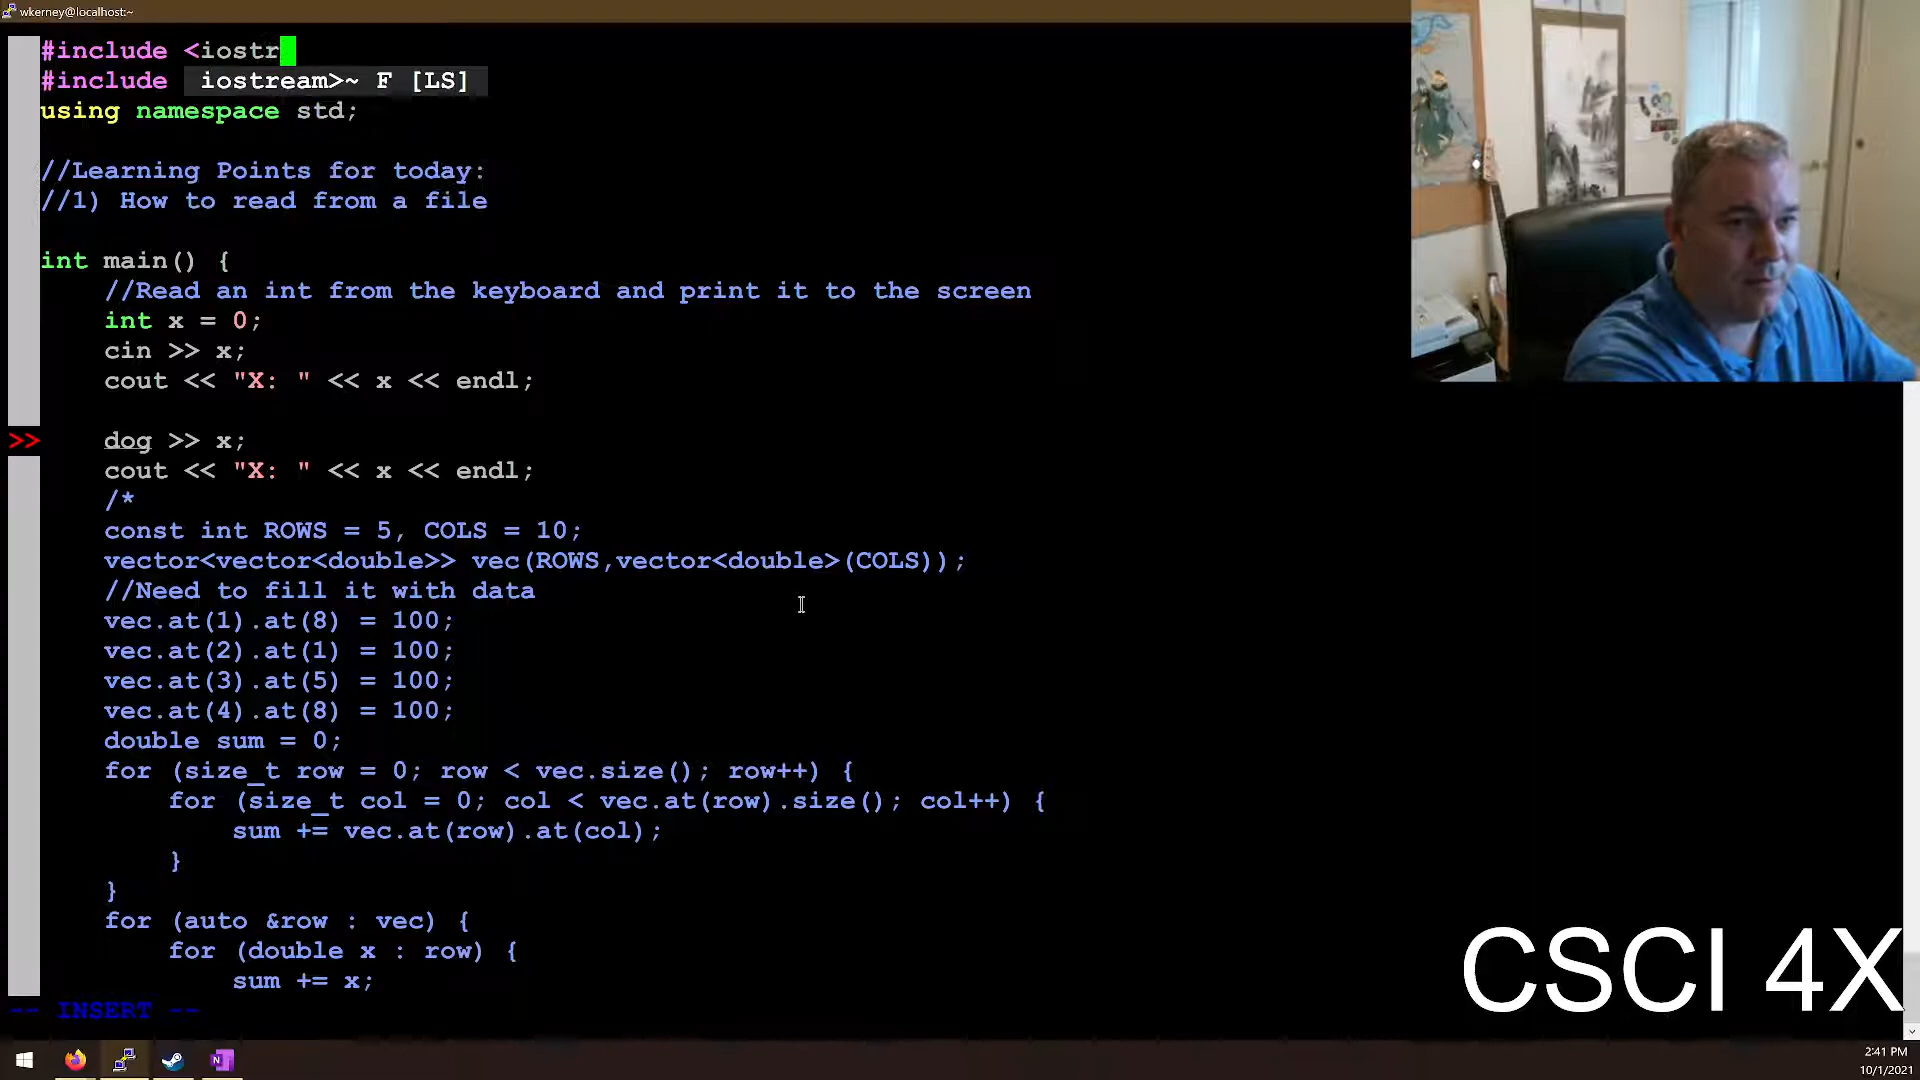 wkerney@localhost:~
#include <iostr
#include iostream>~ F [LS]
using namespace std;
//Learning Points for today:
//1) How to read from a file
int main() {
//Read an int from the keyboard and print it to the screen
int x = 0;
cin >> x;
cout << "X: " << x << endl;
>> dog >> x;
cout << "X: " << x << endl;
/*
const int ROWS = 5, COLS = 10;
vector<vector<double>> vec(ROWS,vector<double>(COLS));
//Need to fill it with data
vec.at(1).at(8) = 100;
vec.at(2).at(1) = 100;
vec.at(3).at(5) = 100;
vec.at(4).at(8) = 100;
double sum = 0;
for (size_t row = 0; row < vec.size(); row++) {
for (size_t col = 0; col < vec.at(row).size(); col++) {
sum += vec.at(row).at(col);
}
}
for (auto &row : vec) {
for (double x : row) {
sum += x;
-- INSERT --
CSCI 4X
2:41 PM
10/1/2021